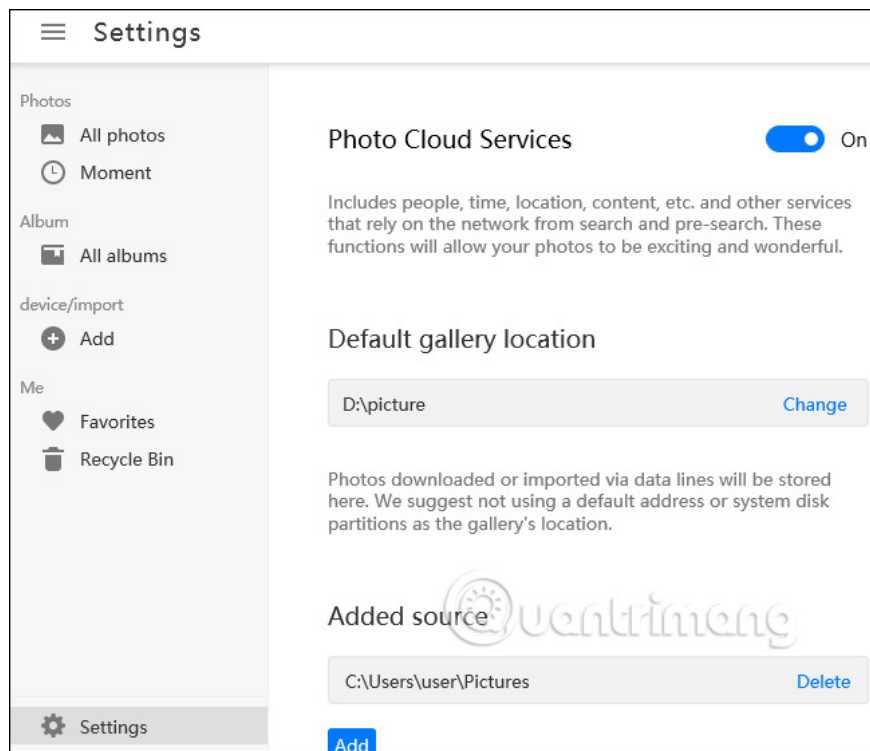 Settings
Photos
All photos
Moment
Album
All albums
device/import
Add
Me
Favorites
Recycle Bin
Settings
Photo Cloud Services
On
Includes people, time, location, content, etc. and other services
that rely on the network from search and pre-search. These
functions will allow your photos to be exciting and wonderful.
Default gallery location
D:\picture
Change
Photos downloaded or imported via data lines will be stored
here. We suggest not using a default address or system disk
partitions as the gallery's location.
Added source
Quantrimang
C:\Users\user\Pictures
Delete
Add